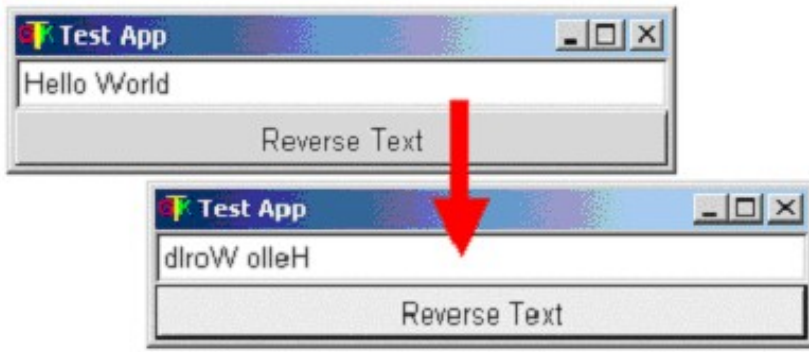 Test App
Hello World
Reverse Text
Test App
dlroW olleH
Reverse Text